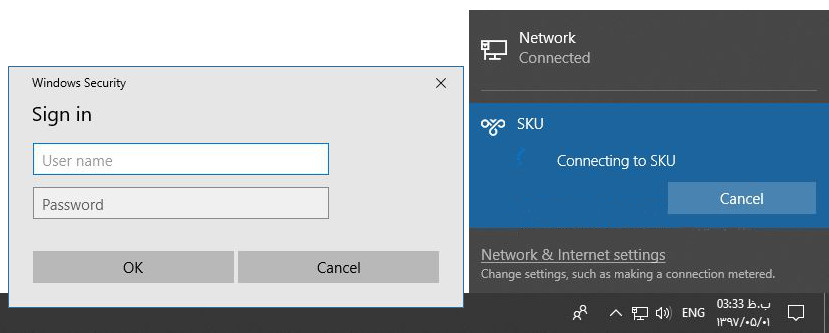 Windows Security
Sign in
User name
Password
OK
Cancel
Network
Connected
SKU
Connecting to SKU
Cancel
Network & Internet settings
Change settings, such as making a connection metered.
ENG
03:33 ب.ظ
۱۳۹۷/۰۵/۰۱